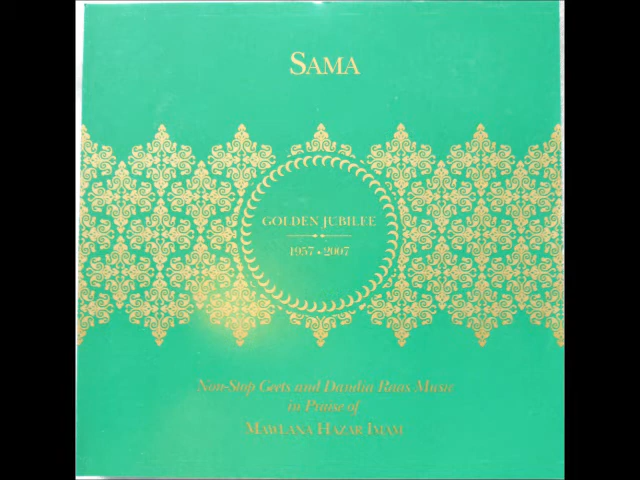 SAMA
GOLDEN JUBILEE
1957 • 2007
Non-Stop Geets and Dandia Raas Music
in Praise of
MAWLANA HAZAR IMAM